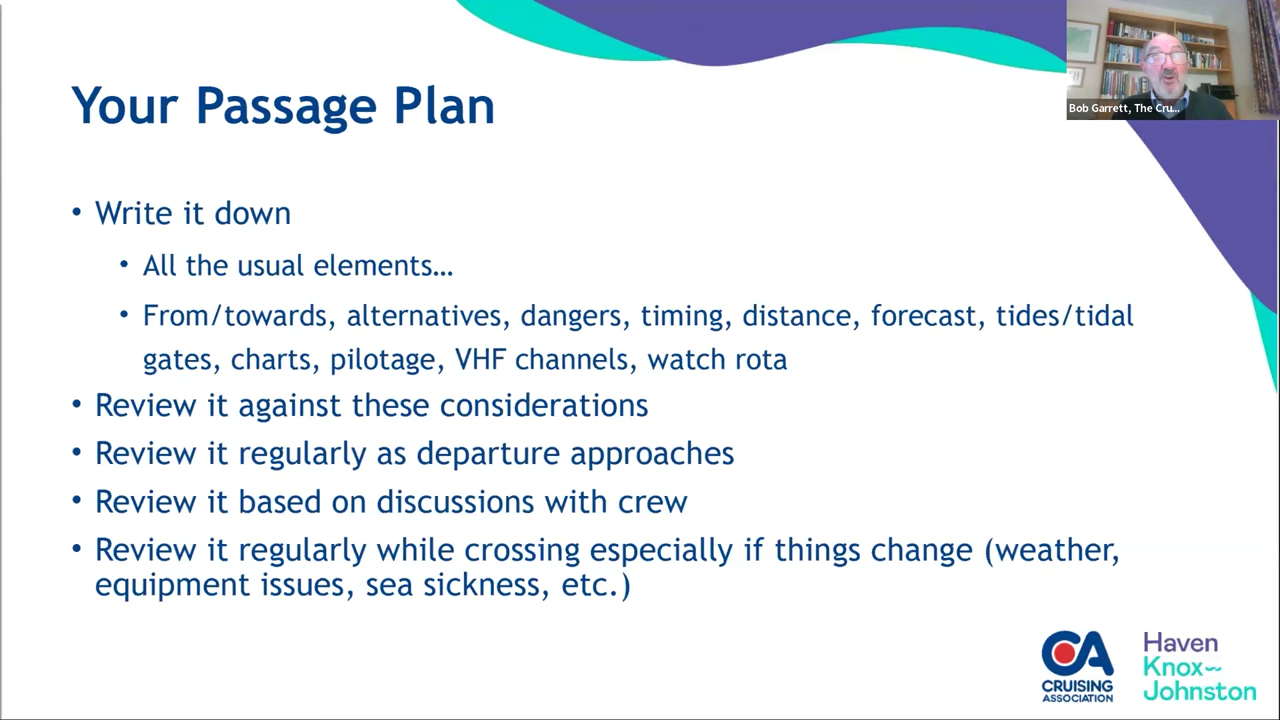 Your Passage Plan
Bob Garrett, The Cru...
• Write it down
• All the usual elements…
• From/towards, alternatives, dangers, timing, distance, forecast, tides/tidal
gates, charts, pilotage, VHF channels, watch rota
• Review it against these considerations
• Review it regularly as departure approaches
• Review it based on discussions with crew
• Review it regularly while crossing especially if things change (weather,
equipment issues, sea sickness, etc.)
CA
CRUISING
ASSOCIATION
Haven
Knox~
Johnston